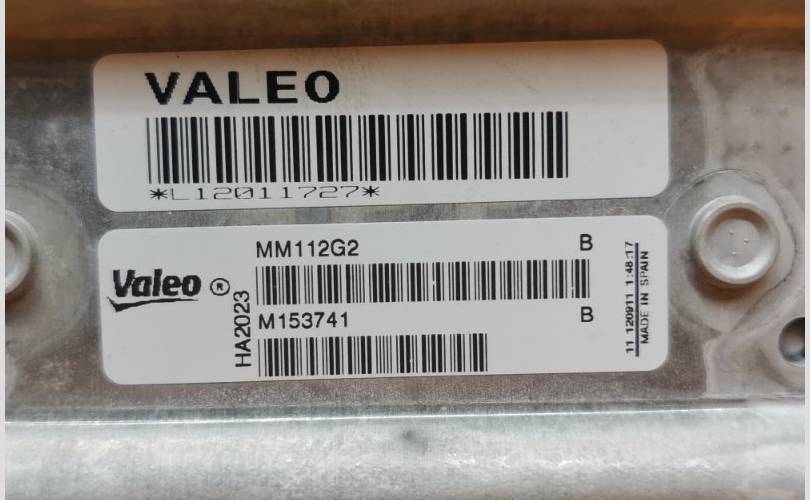 VALEO
*L12011727*
MM112G2 B
Valeo ®
HA2023
M153741 B
11 120911 1:48:17
MADE IN SPAIN